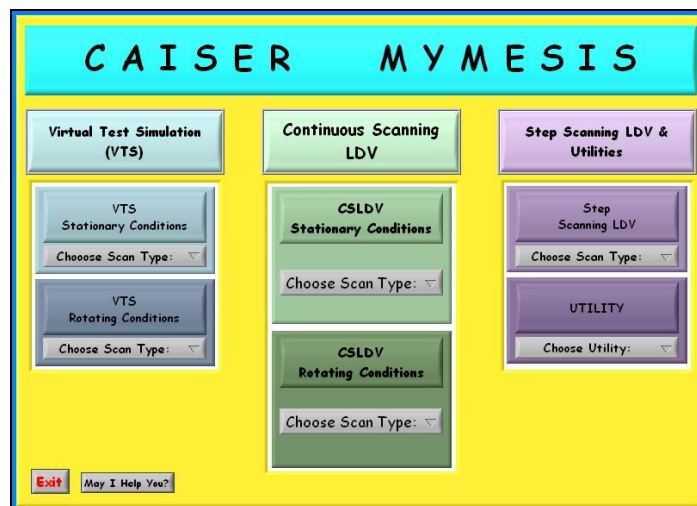 CAISER MYMESIS
Virtual Test Simulation
(VTS)
VTS
Stationary Conditions
Chooose Scan Type:
VTS
Rotating Conditions
Choose Scan Type:
Continuous Scanning
LDV
CSLDV
Stationary Conditions
Choose Scan Type:
CSLDV
Rotating Conditions
Choose Scan Type:
Step Scanning LDV &
Utilities
Step
Scanning LDV
Choose Scan Type:
UTILITY
Choose Utility:
Exit
May I Help You?